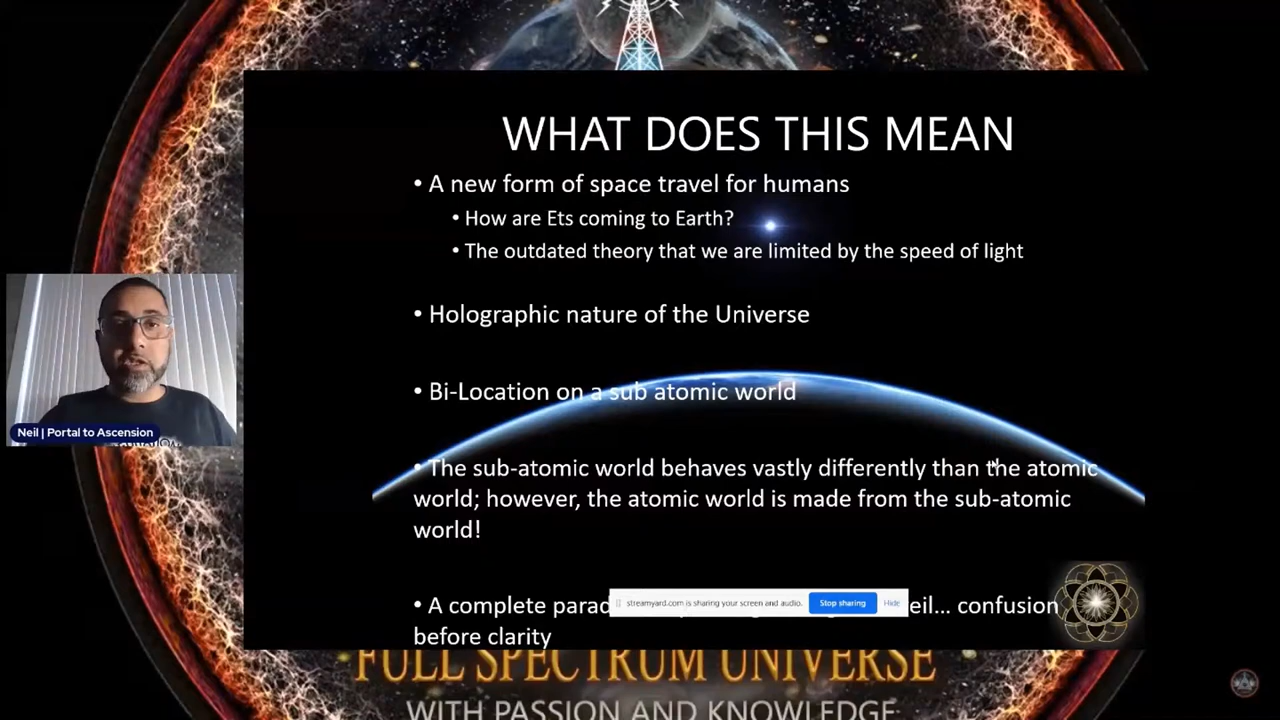 WHAT DOES THIS MEAN
• A new form of space travel for humans
• How are Ets coming to Earth?
• The outdated theory that we are limited by the speed of light
• Holographic nature of the Universe
• Bi-Location on a sub atomic world
• The sub-atomic world behaves vastly differently than the atomic
world; however, the atomic world is made from the sub-atomic
world!
• A complete confusion
before clarity
streamyard.com is sharing your screen and audio. Stop sharing Hide
Neil | Portal to Ascension
FULL SPECTRUM UNIVERSE
WITH PASSION AND KNOWLEDGE